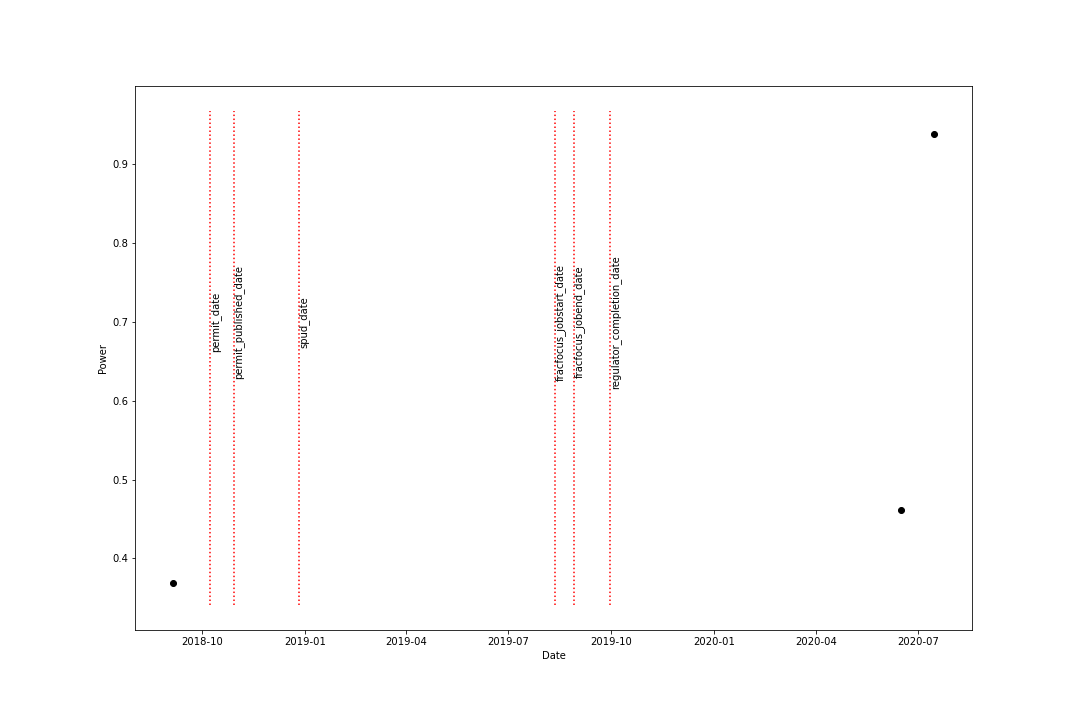 0.9
0.8
0.7
0.6
0.5
0.4
Power
permit_date
permit_published_date
spud_date
fracfocus_jobstart_date
fracfocus_jobend_date
regulator_completion_date
2018-10
2019-01
2019-04
2019-07
2019-10
2020-01
2020-04
2020-07
Date